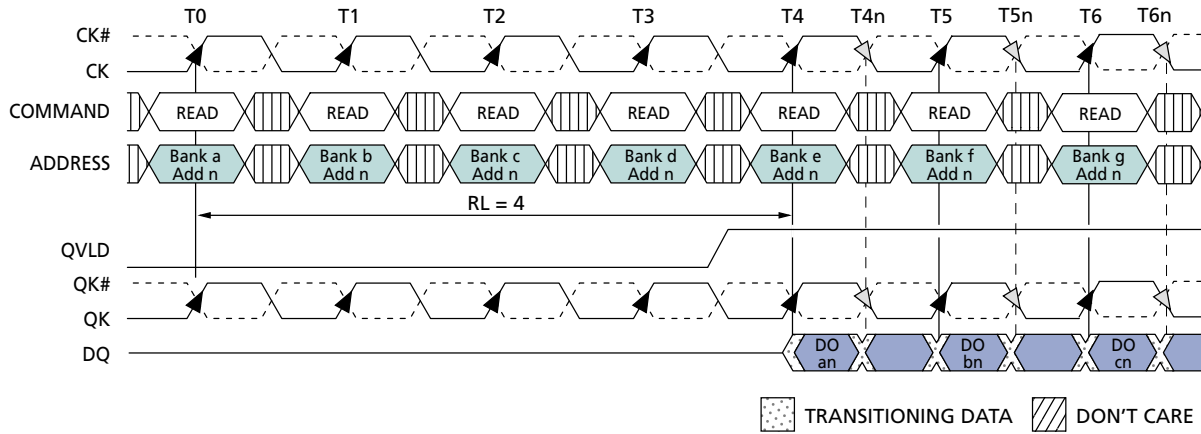 T0 T1 T2 T3 T4 T4n T5 T5n T6 T6n
CK#
CK
COMMAND READ READ READ READ READ READ READ
ADDRESS Bank a Bank b Bank c Bank d Bank e Bank f Bank g
Add n Add n Add n Add n Add n Add n Add n
RL = 4
QVLD
QK#
QK
DQ DO DO DO
an bn cn
TRANSITIONING DATA DON'T CARE